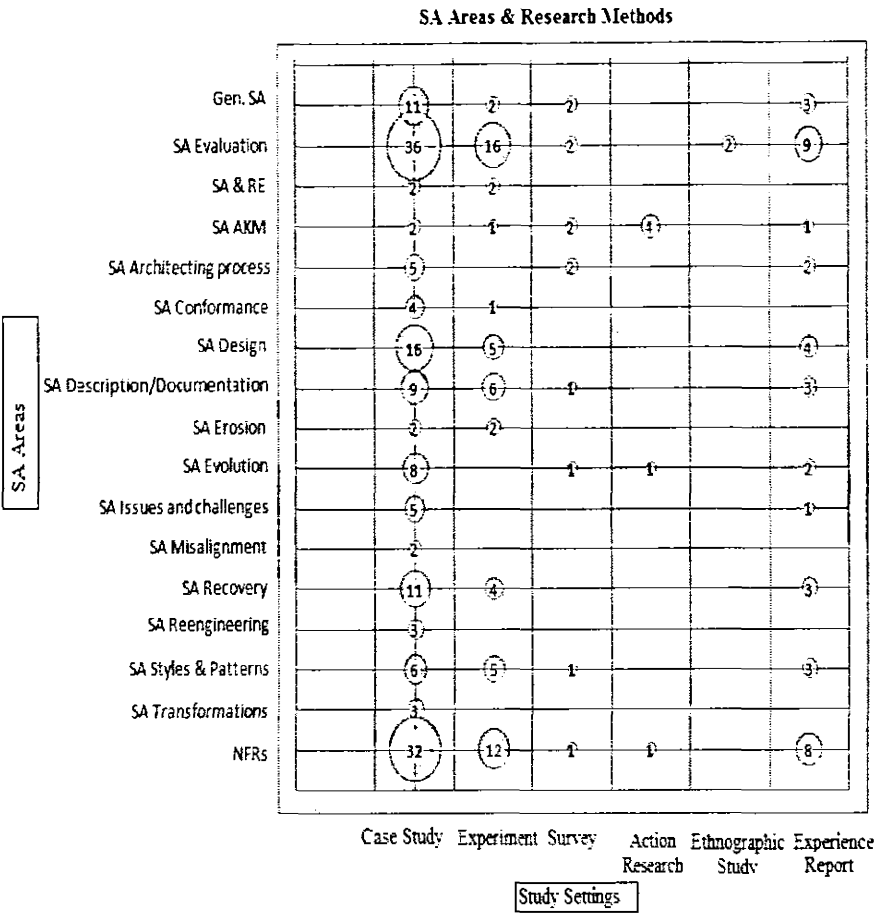 SA Areas & Research Methods
Gen. SA 11 2 2 3
SA Evaluation 36 16 2 2 9
SA & RE 2 2
SA AKM 2 1 2 4 1
SA Architecting process 5 2 2
SA Conformance 4 1
SA Design 16 5 4
SA Description/Documentation 9 6 1 3
SA Erosion 2 2
SA Evolution 8 1 1 2
SA Issues and challenges 5 1
SA Misalignment 2
SA Recovery 11 4 3
SA Reengineering 3
SA Styles & Patterns 6 5 1 3
SA Transformations 3
NFRs 32 12 1 1 8
SA Areas
Case Study Experiment Survey Action Ethnographic Experience
Research Study Report
Study Settings